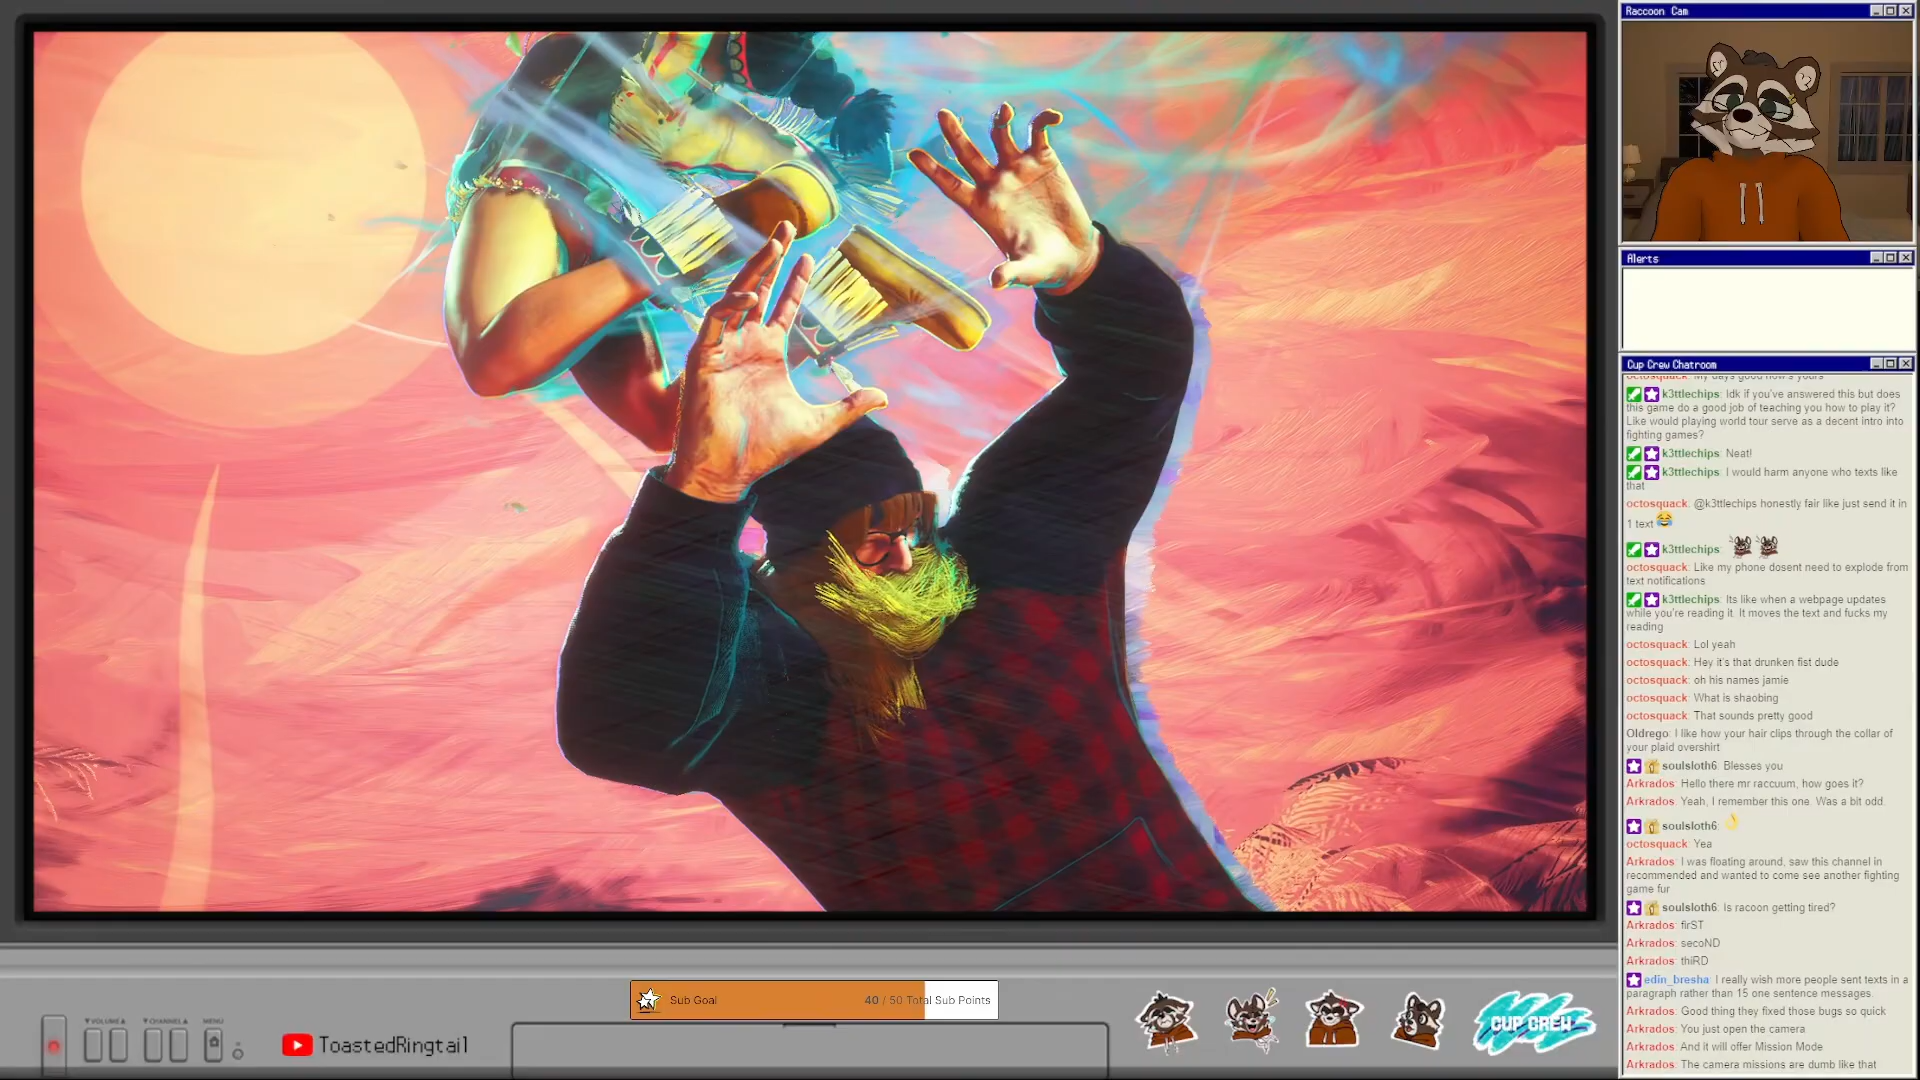 Raccoon Cam
Alerts
Cup Crew Chatroom
octosquack: My days good how's yours
k3ttlechips: Idk if you've answered this but does
this game do a good job of teaching you how to play it?
Like would playing world tour serve as a decent intro into
fighting games?
k3ttlechips: Neat!
k3ttlechips: I would harm anyone who texts like
that
octosquack: @k3ttlechips honestly fair like just send it in
1 text 😂
k3ttlechips:
octosquack: Like my phone dosent need to explode from
text notifications
k3ttlechips: Its like when a webpage updates
while you're reading it. It moves the text and fucks my
reading
octosquack: Lol yeah
octosquack: Hey it's that drunken fist dude
octosquack: oh his names jamie
octosquack: What is shaobing
octosquack: That sounds pretty good
Oldrego: I like how your hair clips through the collar of
your plaid overshirt
soulsloth6: Blesses you
Arkrados: Hello there mr raccuum, how goes it?
Arkrados: Yeah, I remember this one. Was a bit odd.
soulsloth6: 👌
octosquack: Yea
Arkrados: I was floating around, saw this channel in
recommended and wanted to come see another fighting
game fur
soulsloth6: Is racoon getting tired?
Arkrados: firST
Arkrados: secoND
Arkrados: thiRD
edin_bresha: I really wish more people sent texts in a
paragraph rather than 15 one sentence messages.
Arkrados: Good thing they fixed those bugs so quick
Arkrados: You just open the camera
Arkrados: And it will offer Mission Mode
Arkrados: The camera missions are dumb like that
Sub Goal 40 / 50 Total Sub Points
▼VOLUME▲ ▼CHANNEL▲ MENU
ToastedRingtail
CUP CREW